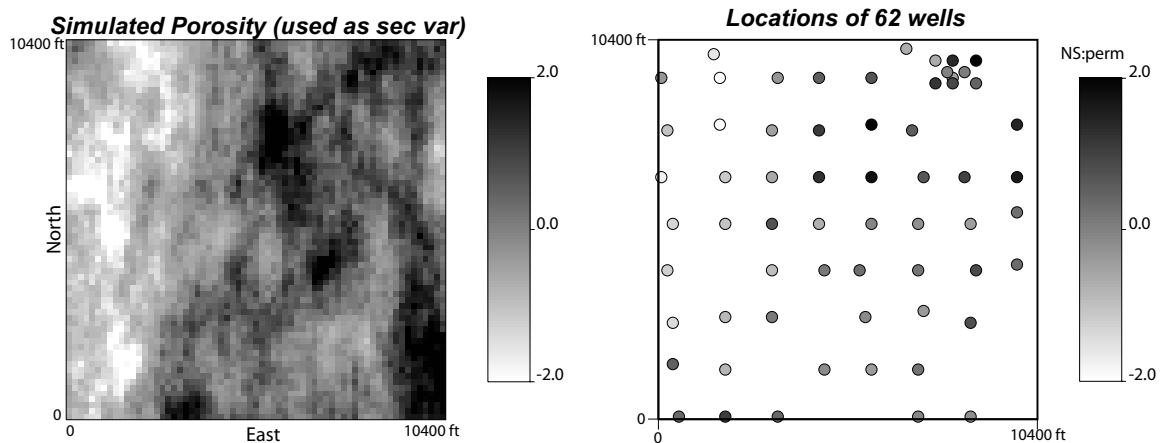 Simulated Porosity (used as sec var)
10400 ft
North
0
0
East
10400 ft
2.0
0.0
-2.0
Locations of 62 wells
10400 ft
0
0
10400 ft
NS:perm
2.0
0.0
-2.0